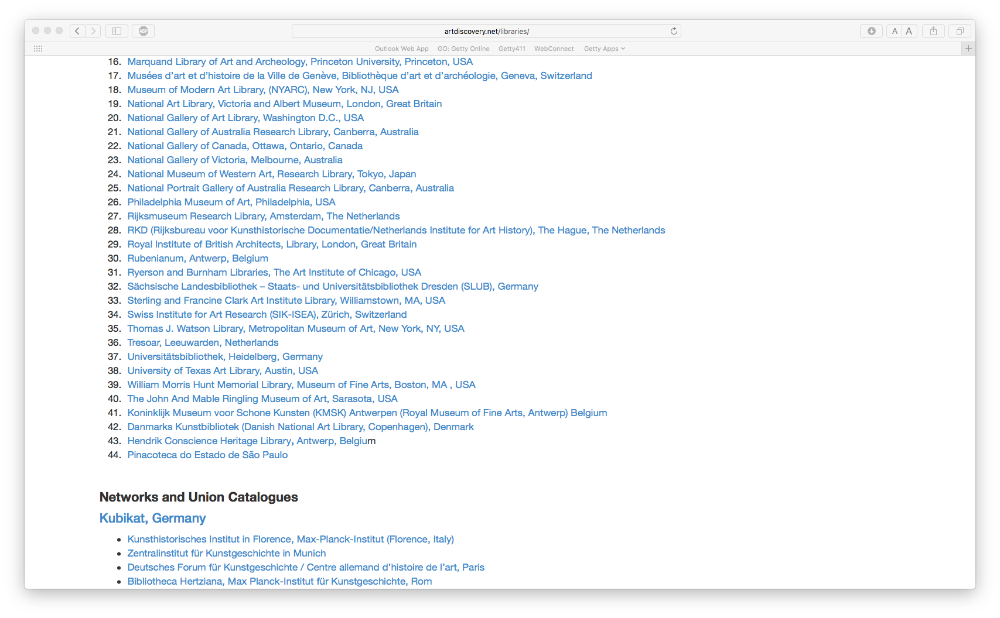 ABP
artdiscovery.net/libraries/
A A
Outlook Web App GO: Getty Online Getty411 WebConnect Getty Apps
16. Marquand Library of Art and Archeology, Princeton University, Princeton, USA
17. Musées d’art et d’histoire de la Ville de Genève, Bibliothèque d’art et d’archéologie, Geneva, Switzerland
18. Museum of Modern Art Library, (NYARC), New York, NJ, USA
19. National Art Library, Victoria and Albert Museum, London, Great Britain
20. National Gallery of Art Library, Washington D.C., USA
21. National Gallery of Australia Research Library, Canberra, Australia
22. National Gallery of Canada, Ottawa, Ontario, Canada
23. National Gallery of Victoria, Melbourne, Australia
24. National Museum of Western Art, Research Library, Tokyo, Japan
25. National Portrait Gallery of Australia Research Library, Canberra, Australia
26. Philadelphia Museum of Art, Philadelphia, USA
27. Rijksmuseum Research Library, Amsterdam, The Netherlands
28. RKD (Rijksbureau voor Kunsthistorische Documentatie/Netherlands Institute for Art History), The Hague, The Netherlands
29. Royal Institute of British Architects, Library, London, Great Britain
30. Rubenianum, Antwerp, Belgium
31. Ryerson and Burnham Libraries, The Art Institute of Chicago, USA
32. Sächsische Landesbibliothek – Staats- und Universitätsbibliothek Dresden (SLUB), Germany
33. Sterling and Francine Clark Art Institute Library, Williamstown, MA, USA
34. Swiss Institute for Art Research (SIK-ISEA), Zürich, Switzerland
35. Thomas J. Watson Library, Metropolitan Museum of Art, New York, NY, USA
36. Tresoar, Leeuwarden, Netherlands
37. Universitätsbibliothek, Heidelberg, Germany
38. University of Texas Art Library, Austin, USA
39. William Morris Hunt Memorial Library, Museum of Fine Arts, Boston, MA , USA
40. The John And Mable Ringling Museum of Art, Sarasota, USA
41. Koninklijk Museum voor Schone Kunsten (KMSK) Antwerpen (Royal Museum of Fine Arts, Antwerp) Belgium
42. Danmarks Kunstbibliotek (Danish National Art Library, Copenhagen), Denmark
43. Hendrik Conscience Heritage Library, Antwerp, Belgium
44. Pinacoteca do Estado de São Paulo
Networks and Union Catalogues
Kubikat, Germany
• Kunsthistorisches Institut in Florence, Max-Planck-Institut (Florence, Italy)
• Zentralinstitut für Kunstgeschichte in Munich
• Deutsches Forum für Kunstgeschichte / Centre allemand d’histoire de l’art, Paris
• Bibliotheca Hertziana, Max Planck-Institut für Kunstgeschichte, Rom